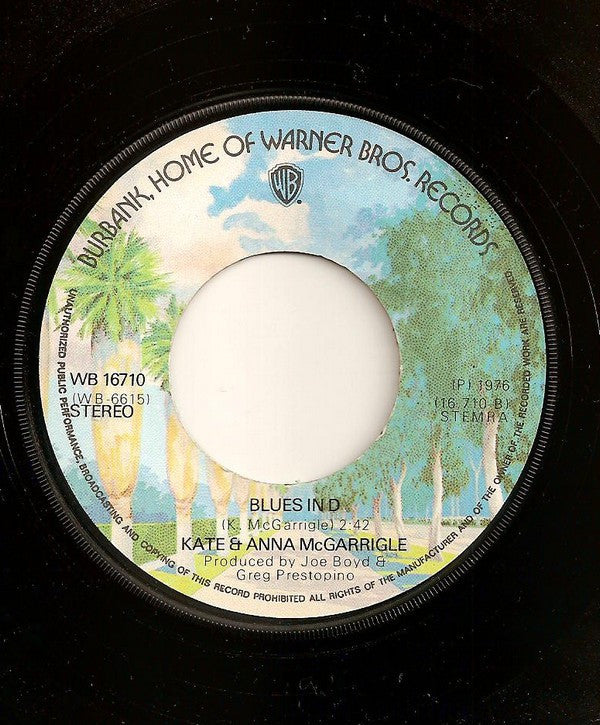 BURBANK, HOME OF WARNER BROS. RECORDS
WB
WB 16710
(WB-6615)
STEREO
(P) 1976
(16.710 B)
STEMRA
BLUES IN D
(K. McGarrigle) 2:42
KATE & ANNA McGARRIGLE
Produced by Joe Boyd &
Greg Prestopino
UNAUTHORIZED PUBLIC PERFORMANCE, BROADCASTING AND COPYING OF THIS RECORD PROHIBITED ALL RIGHTS OF THE MANUFACTURER AND OF THE OWNER OF THE RECORDED WORK ARE RESERVED.